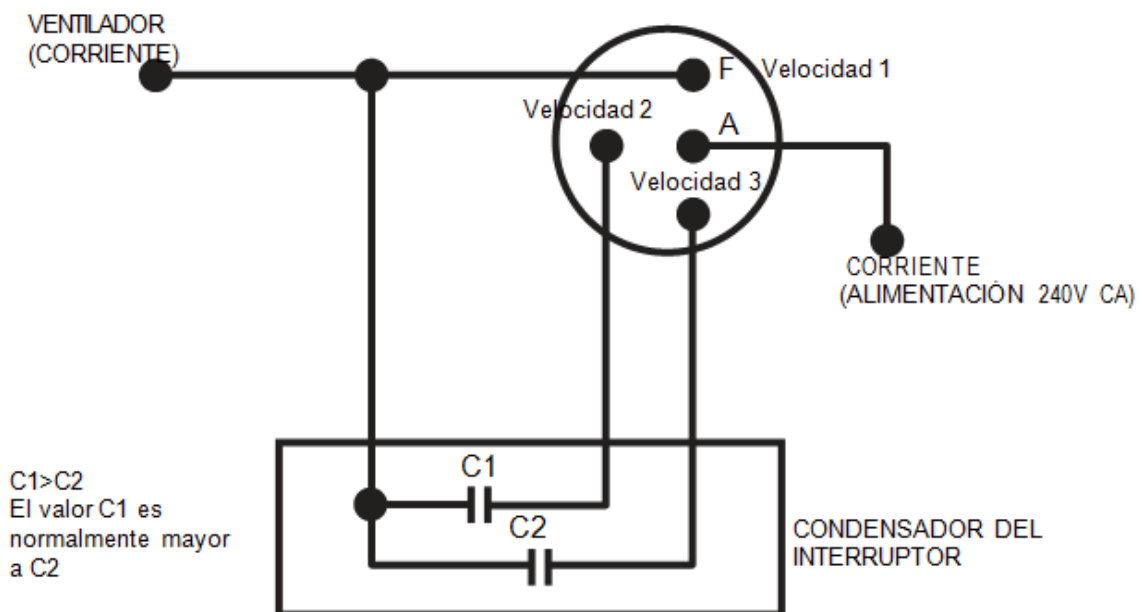 VENTILADOR
(CORRIENTE)
F
Velocidad 1
Velocidad 2
A
Velocidad 3
CORRIENTE
(ALIMENTACIÓN 240V CA)
C1>C2
El valor C1 es
normalmente mayor
a C2
C1
C2
CONDENSADOR DEL
INTERRUPTOR